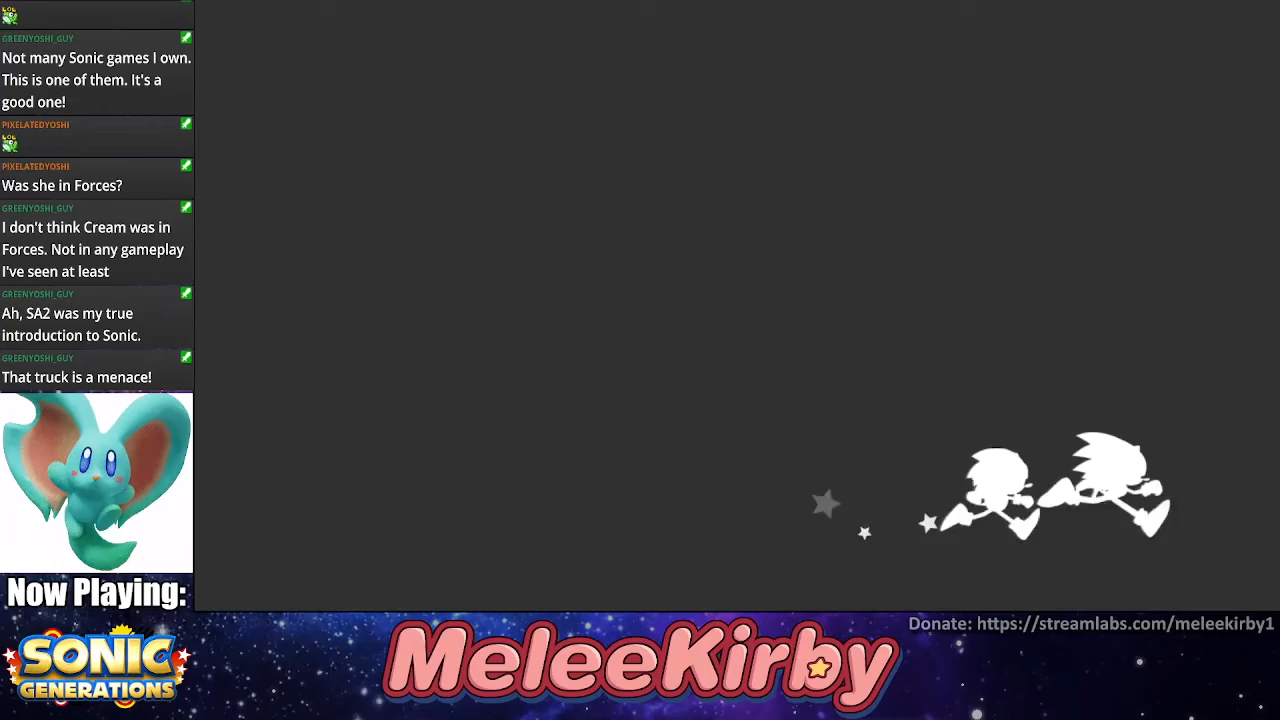 LOL
GREENYOSHI_GUY
Not many Sonic games I own.
This is one of them. It's a
good one!
PIXELATEDYOSHI
LOL
PIXELATEDYOSHI
Was she in Forces?
GREENYOSHI_GUY
I don't think Cream was in
Forces. Not in any gameplay
I've seen at least
GREENYOSHI_GUY
Ah, SA2 was my true
introduction to Sonic.
GREENYOSHI_GUY
That truck is a menace!
Now Playing:
SONIC
GENERATIONS
MeleeKirby
Donate: https://streamlabs.com/meleekirby1